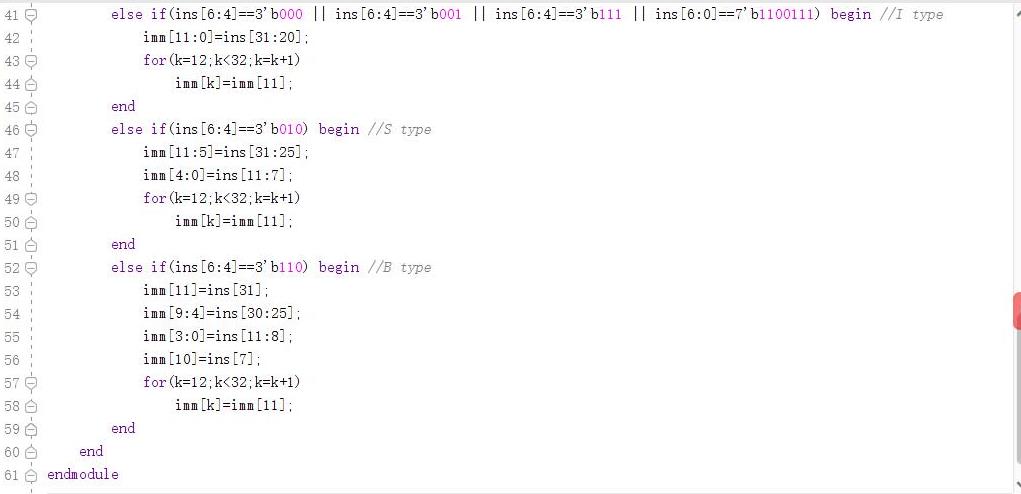 41 else if(ins[6:4]==3'b000 || ins[6:4]==3'b001 || ins[6:4]==3'b111 || ins[6:0]==7'b1100111) begin //I type
42 imm[11:0]=ins[31:20];
43 for(k=12;k<32;k=k+1)
44 imm[k]=imm[11];
45 end
46 else if(ins[6:4]==3'b010) begin //S type
47 imm[11:5]=ins[31:25];
48 imm[4:0]=ins[11:7];
49 for(k=12;k<32;k=k+1)
50 imm[k]=imm[11];
51 end
52 else if(ins[6:4]==3'b110) begin //B type
53 imm[11]=ins[31];
54 imm[9:4]=ins[30:25];
55 imm[3:0]=ins[11:8];
56 imm[10]=ins[7];
57 for(k=12;k<32;k=k+1)
58 imm[k]=imm[11];
59 end
60 end
61 endmodule